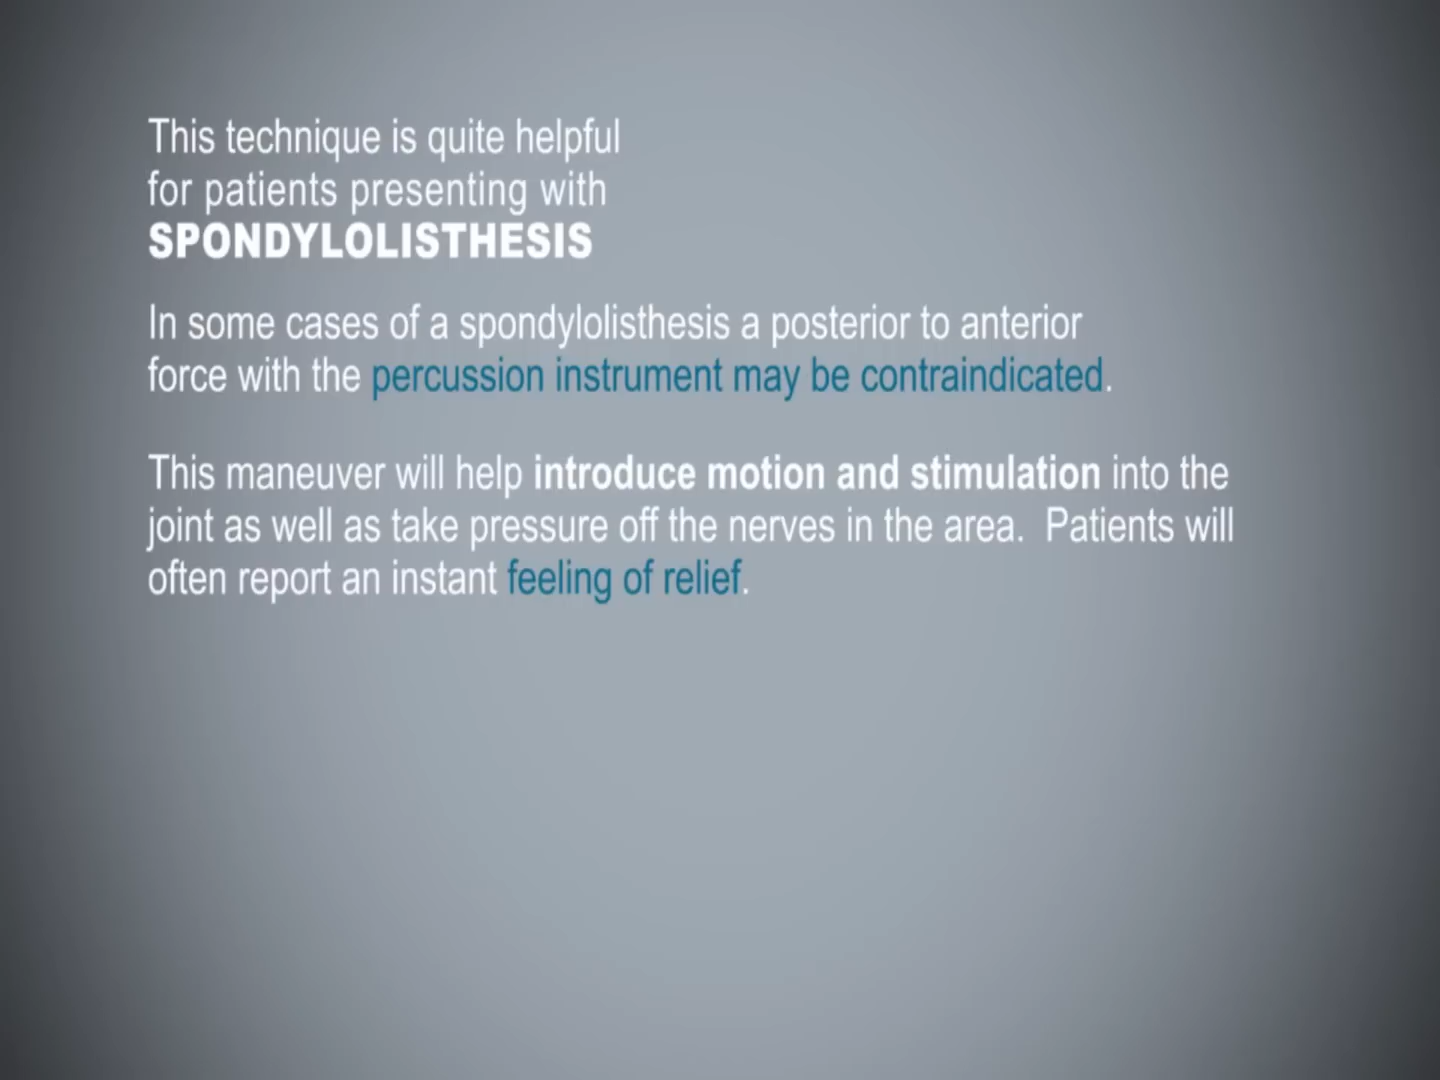 This technique is quite helpful
for patients presenting with
SPONDYLOLISTHESIS
In some cases of a spondylolisthesis a posterior to anterior
force with the percussion instrument may be contraindicated.
This maneuver will help introduce motion and stimulation into the
joint as well as take pressure off the nerves in the area.  Patients will
often report an instant feeling of relief.